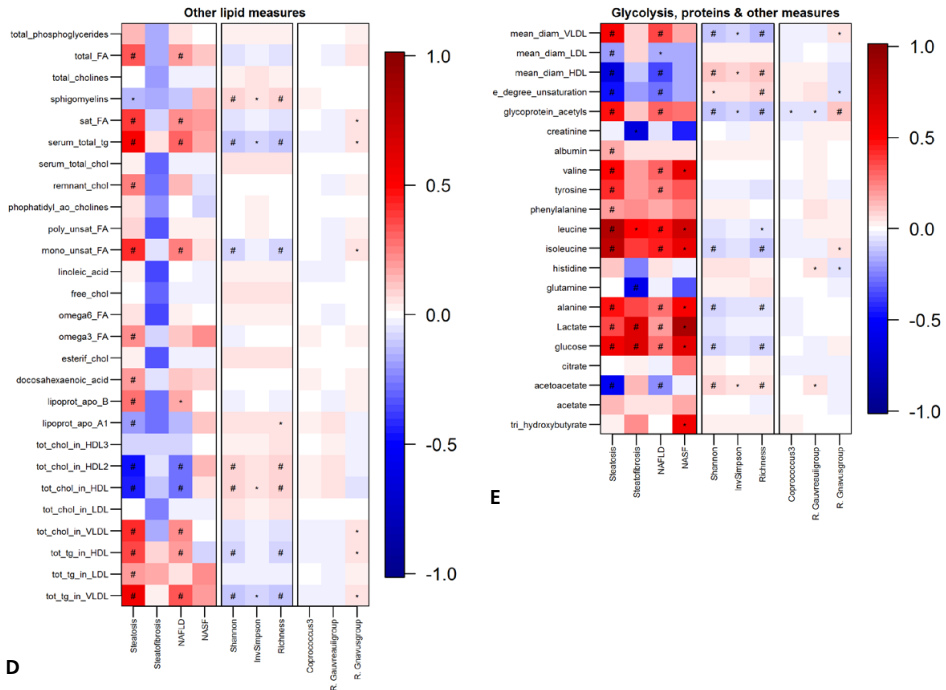 Other lipid measures
total_phosphoglycerides
total_FA # #
total_cholines
sphigomyelins * # * #
sat_FA # # *
serum_total_tg # # # * # *
serum_total_chol
remnant_chol #
phophatidyl_ao_cholines
poly_unsat_FA
mono_unsat_FA # # # # *
linoleic_acid
free_chol
omega6_FA
omega3_FA #
esterif_chol
docosahexaenoic_acid #
lipoprot_apo_B # *
lipoprot_apo_A1 # *
tot_chol_in_HDL3
tot_chol_in_HDL2 # # # #
tot_chol_in_HDL # # # * #
tot_chol_in_LDL
tot_chol_in_VLDL # # *
tot_tg_in_HDL # # # # *
tot_tg_in_LDL #
tot_tg_in_VLDL # # # * # *
Steatosis
Steatofibrosis
NAFLD
NASF
Shannon
InvSimpson
Richness
Coprococcus3
R. Gauvreauiigroup
R. Gnavusgroup
1.0
0.5
0.0
-0.5
-1.0
D
Glycolysis, proteins & other measures
mean_diam_VLDL # # # * # *
mean_diam_LDL # *
mean_diam_HDL # # # * #
e_degree_unsaturation # # * # *
glycoprotein_acetyls # # # * # * * #
creatinine *
albumin #
valine # # *
tyrosine # #
phenylalanine #
leucine # * # * *
isoleucine # # * # # *
histidine * *
glutamine #
alanine # # * # #
Lactate # # # *
glucose # # # * # #
citrate
acetoacetate # # # * # *
acetate
tri_hydroxybutyrate *
Steatosis
Steatofibrosis
NAFLD
NASF
Shannon
InvSimpson
Richness
Coprococcus3
R. Gauvreauiigroup
R. Gnavusgroup
1.0
0.5
0.0
-0.5
-1.0
E